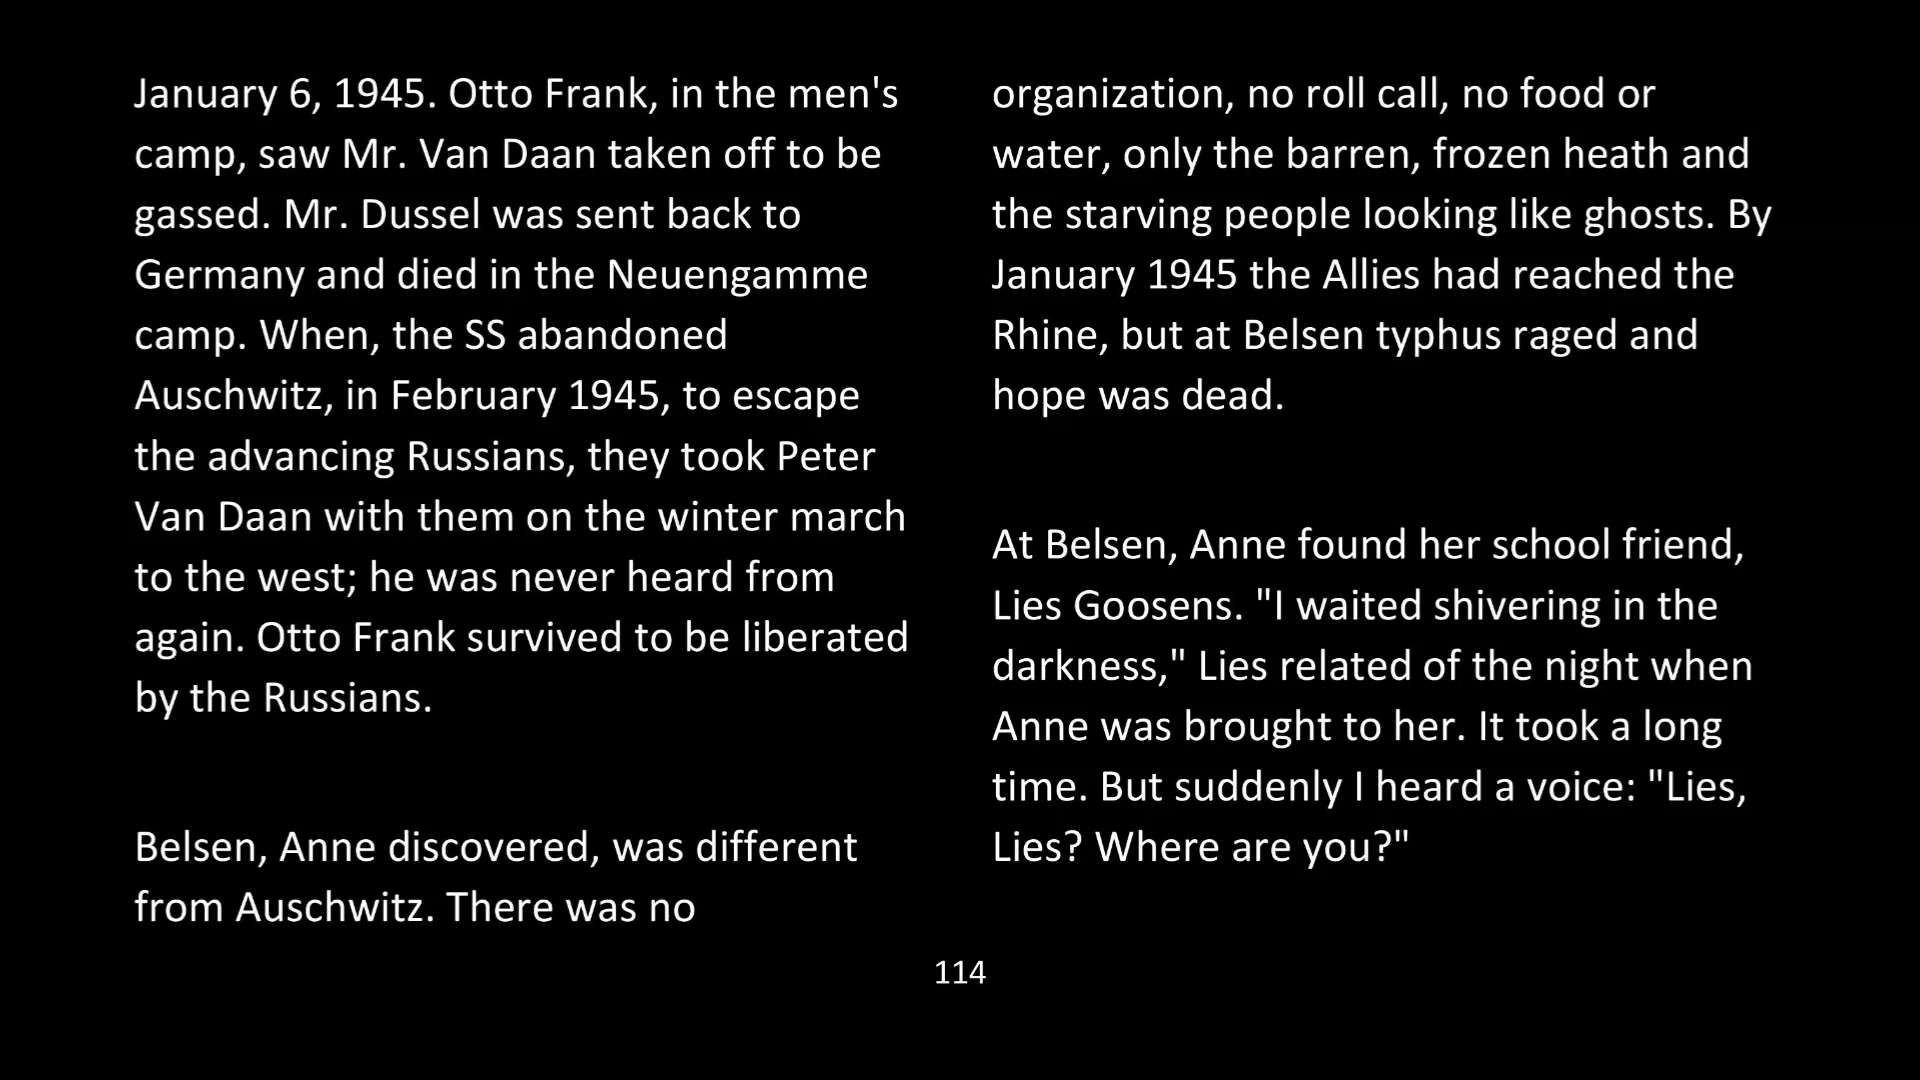 January 6, 1945. Otto Frank, in the men's
camp, saw Mr. Van Daan taken off to be
gassed. Mr. Dussel was sent back to
Germany and died in the Neuengamme
camp. When, the SS abandoned
Auschwitz, in February 1945, to escape
the advancing Russians, they took Peter
Van Daan with them on the winter march
to the west; he was never heard from
again. Otto Frank survived to be liberated
by the Russians.
Belsen, Anne discovered, was different
from Auschwitz. There was no
organization, no roll call, no food or
water, only the barren, frozen heath and
the starving people looking like ghosts. By
January 1945 the Allies had reached the
Rhine, but at Belsen typhus raged and
hope was dead.
At Belsen, Anne found her school friend,
Lies Goosens. "I waited shivering in the
darkness," Lies related of the night when
Anne was brought to her. It took a long
time. But suddenly I heard a voice: "Lies,
Lies? Where are you?"
114